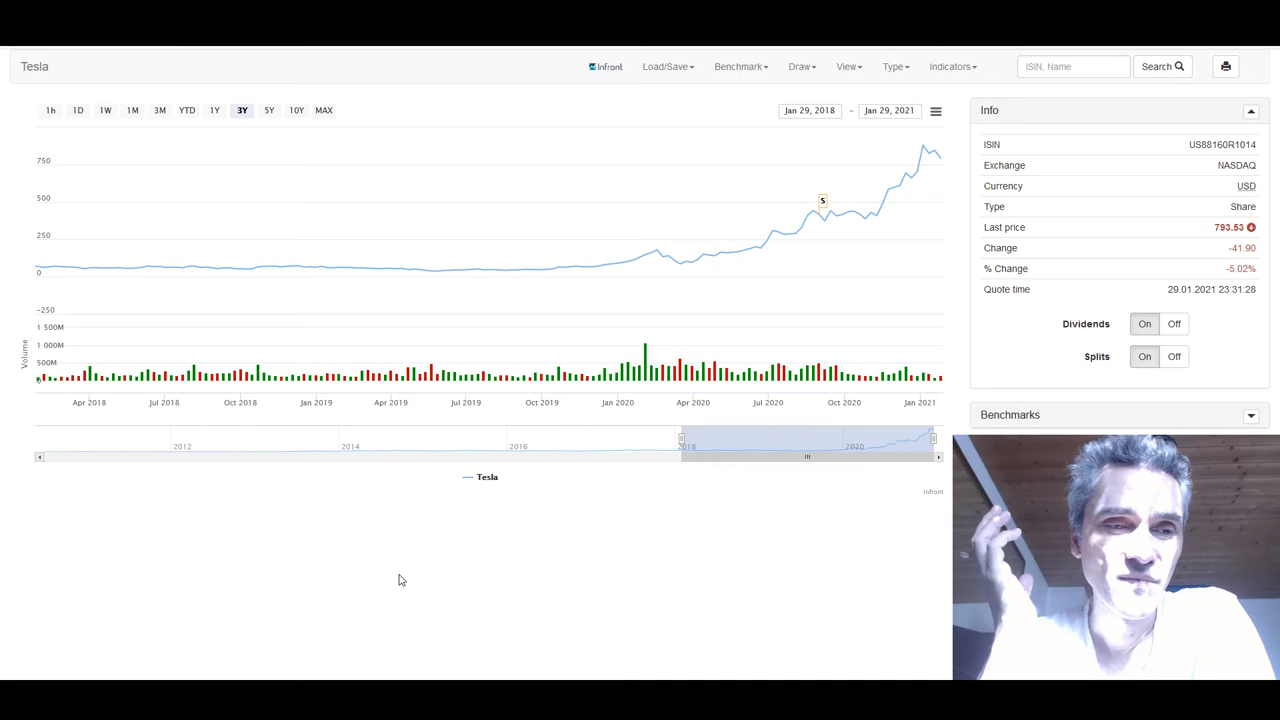 Tesla
Infront
Load/Save
Benchmark
Draw
View
Type
Indicators
ISIN, Name
Search
1h 1D 1W 1M 3M YTD 1Y 3Y 5Y 10Y MAX
Jan 29, 2018 – Jan 29, 2021
Info
ISIN US88160R1014
Exchange NASDAQ
Currency USD
Type Share
Last price 793.53
Change -41.90
% Change -5.02%
Quote time 29.01.2021 23:31:28
Dividends On Off
Splits On Off
Benchmarks
750
500
250
0
−250
S
1 500M
1 000M
500M
0
Volume
Apr 2018 Jul 2018 Oct 2018 Jan 2019 Apr 2019 Jul 2019 Oct 2019 Jan 2020 Apr 2020 Jul 2020 Oct 2020 Jan 2021
2012 2014 2016 2018 2020
Tesla
Infront